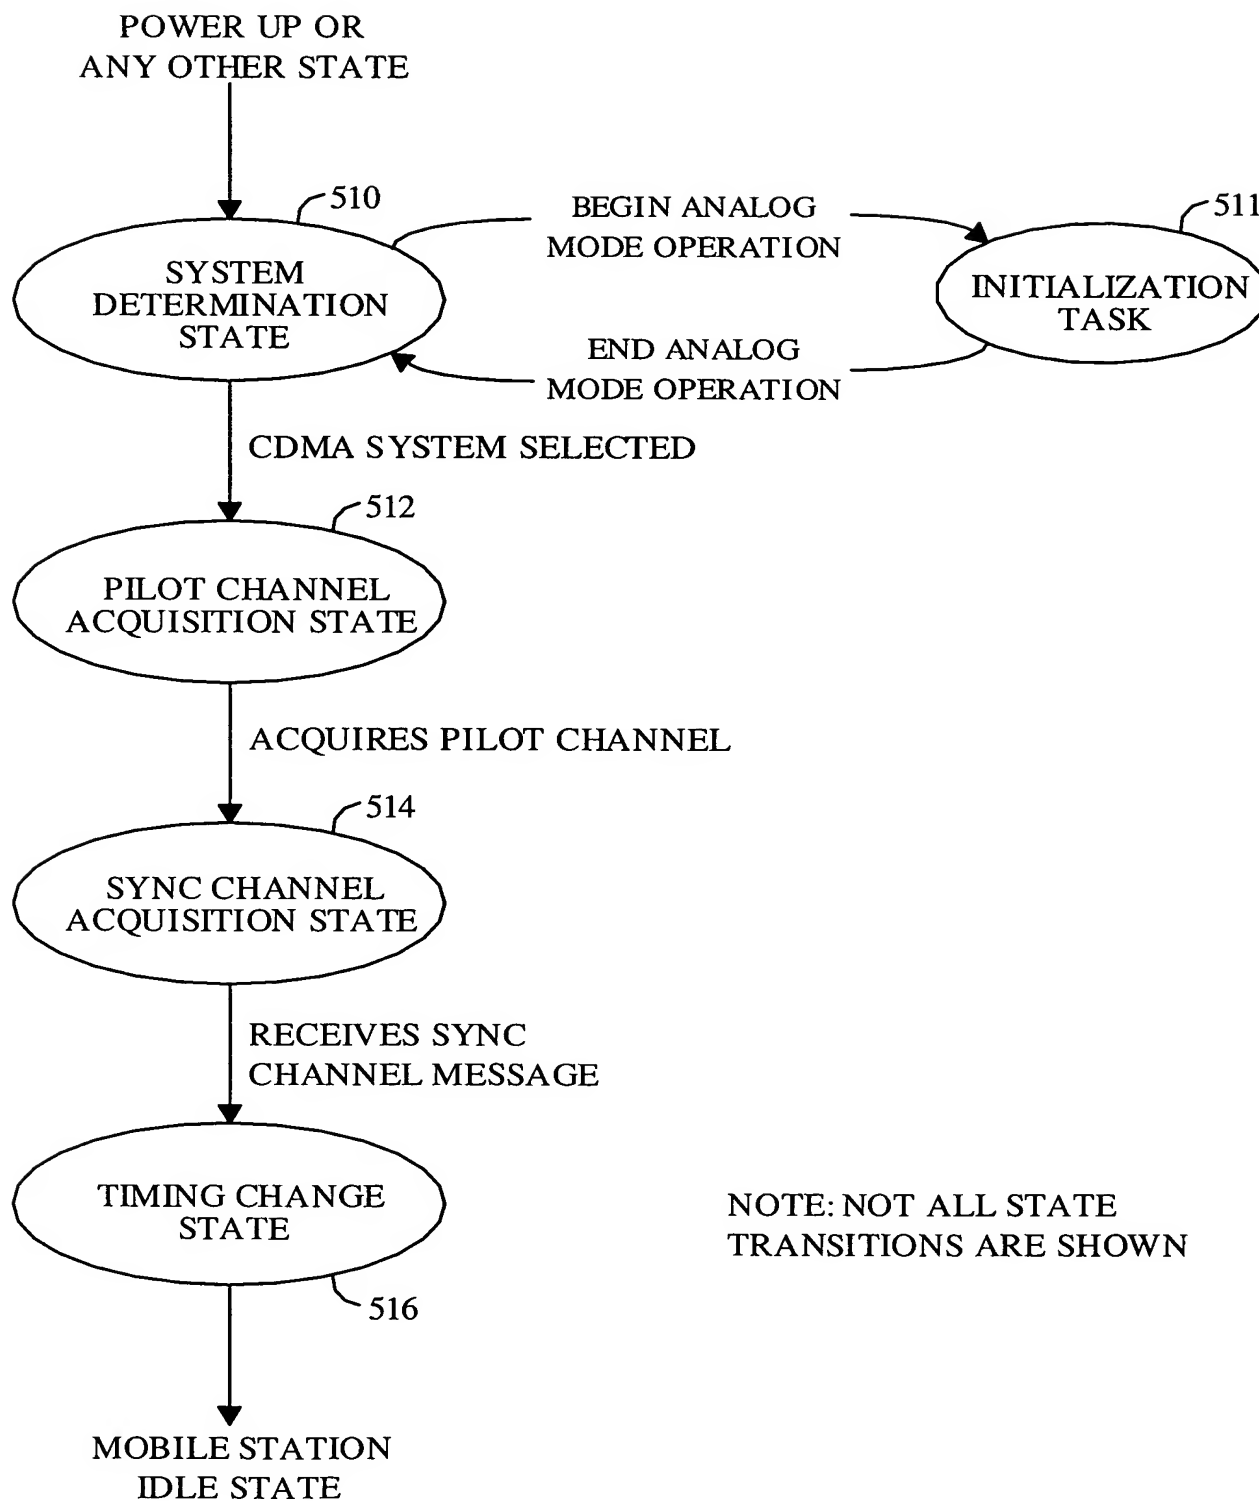 POWER UP OR
ANY OTHER STATE
510
BEGIN ANALOG
MODE OPERATION
511
SYSTEM
DETERMINATION
STATE
INITIALIZATION
TASK
END ANALOG
MODE OPERATION
CDMA SYSTEM SELECTED
512
PILOT CHANNEL
ACQUISITION STATE
ACQUIRES PILOT CHANNEL
514
SYNC CHANNEL
ACQUISITION STATE
RECEIVES SYNC
CHANNEL MESSAGE
TIMING CHANGE
STATE
516
NOTE: NOT ALL STATE
TRANSITIONS ARE SHOWN
MOBILE STATION
IDLE STATE